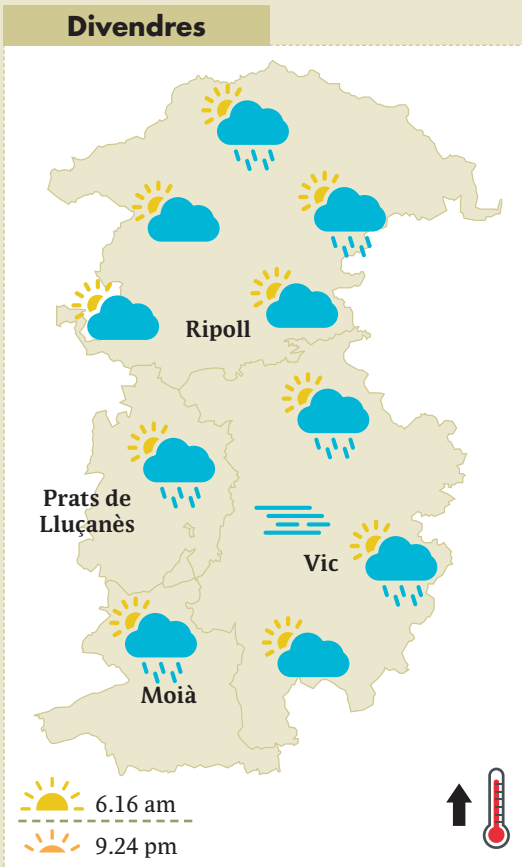 Divendres
Ripoll
Prats de
Lluçanès
Vic
Moià
6.16 am
9.24 pm